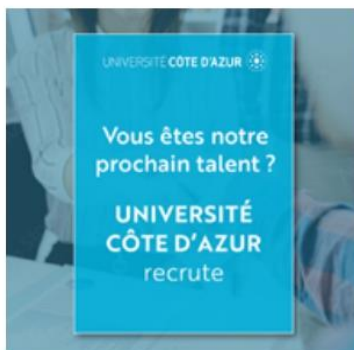 UNIVERSITÉ CÔTE D'AZUR
Vous êtes notre
prochain talent ?
UNIVERSITÉ
CÔTE D'AZUR
recrute